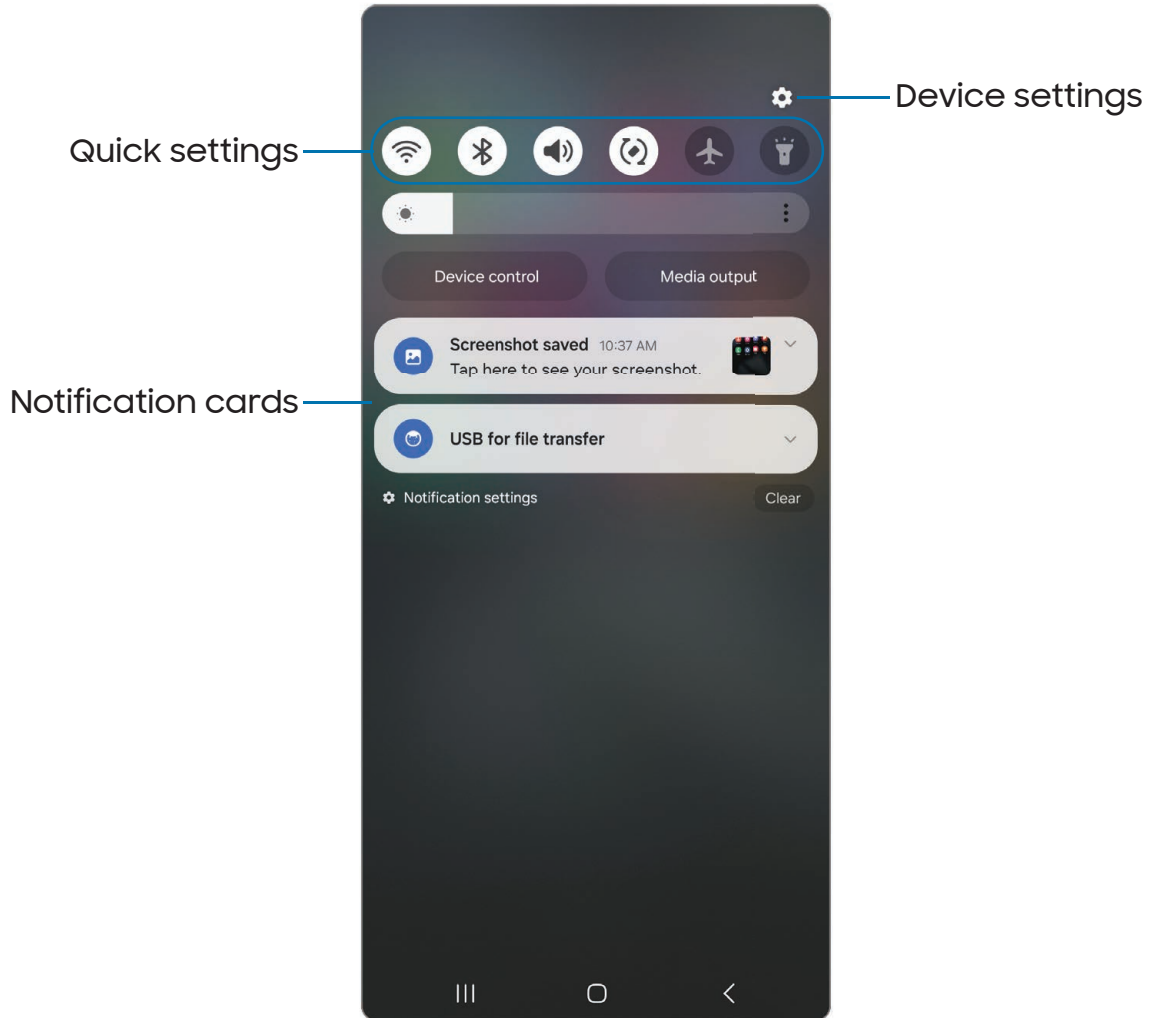 Device settings
Quick settings
Device control
Media output
Screenshot saved 10:37 AM
Tap here to see your screenshot.
Notification cards
USB for file transfer
Notification settings
Clear